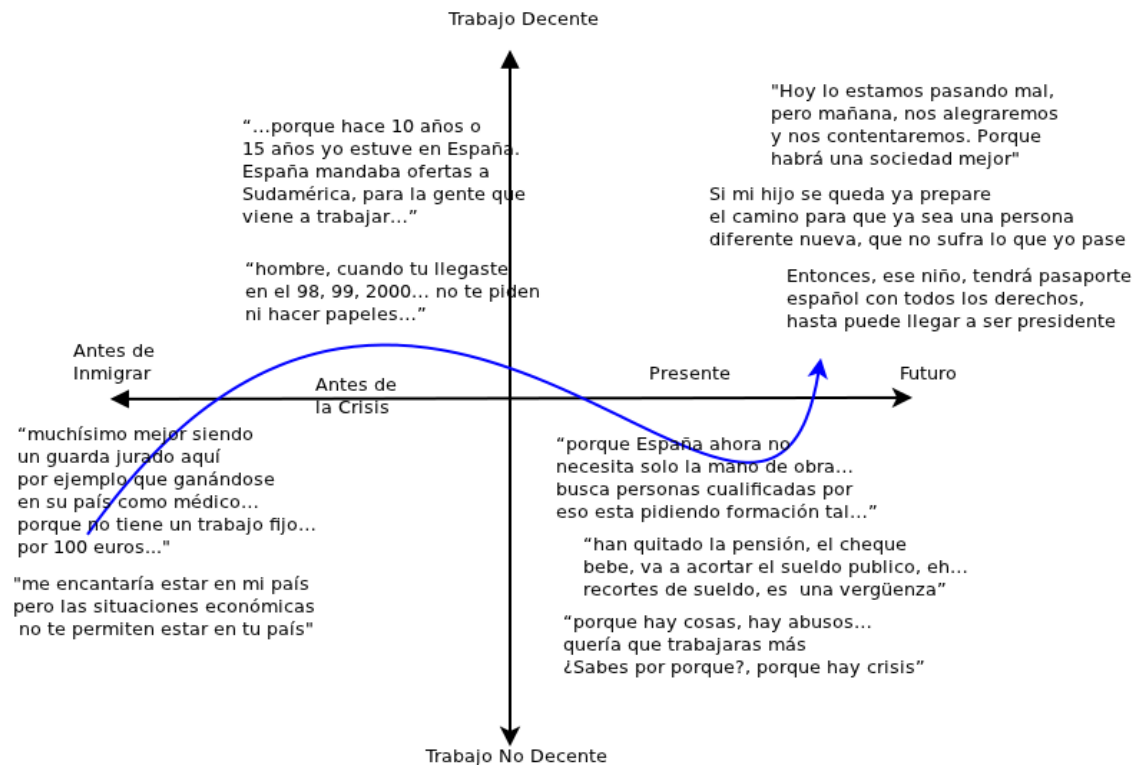 Trabajo Decente
"Hoy lo estamos pasando mal,
pero mañana, nos alegraremos
y nos contentaremos. Porque
habrá una sociedad mejor"
“...porque hace 10 años o
15 años yo estuve en España.
España mandaba ofertas a
Sudamérica, para la gente que
viene a trabajar...”
Si mi hijo se queda ya prepare
el camino para que ya sea una persona
diferente nueva, que no sufra lo que yo pase
“hombre, cuando tu llegaste
en el 98, 99, 2000... no te piden
ni hacer papeles...”
Entonces, ese niño, tendrá pasaporte
español con todos los derechos,
hasta puede llegar a ser presidente
Antes de
Inmigrar
Antes de
la Crisis
Presente
Futuro
“muchísimo mejor siendo
un guarda jurado aquí
por ejemplo que ganándose
en su país como médico...
porque no tiene un trabajo fijo...
por 100 euros..."
"me encantaría estar en mi país
pero las situaciones económicas
no te permiten estar en tu país"
“porque España ahora no
necesita solo la mano de obra...
busca personas cualificadas por
eso esta pidiendo formación tal...”
“han quitado la pensión, el cheque
bebe, va a acortar el sueldo publico, eh...
recortes de sueldo, es una vergüenza”
“porque hay cosas, hay abusos...
quería que trabajaras más
¿Sabes por porque?, porque hay crisis”
Trabajo No Decente